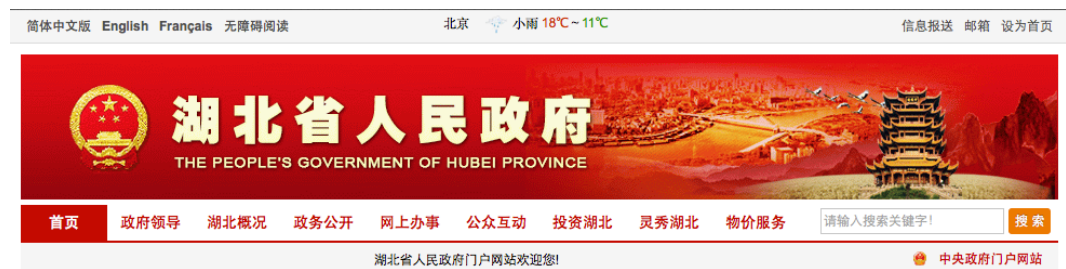 简体中文版 English Français 无障碍阅读 北京 小雨 18℃~11℃ 信息报送 邮箱 设为首页
湖北省人民政府
THE PEOPLE'S GOVERNMENT OF HUBEI PROVINCE
首页 政府领导 湖北概况 政务公开 网上办事 公众互动 投资湖北 灵秀湖北 物价服务 请输入搜索关键字! 搜 索
湖北省人民政府门户网站欢迎您! 中央政府门户网站